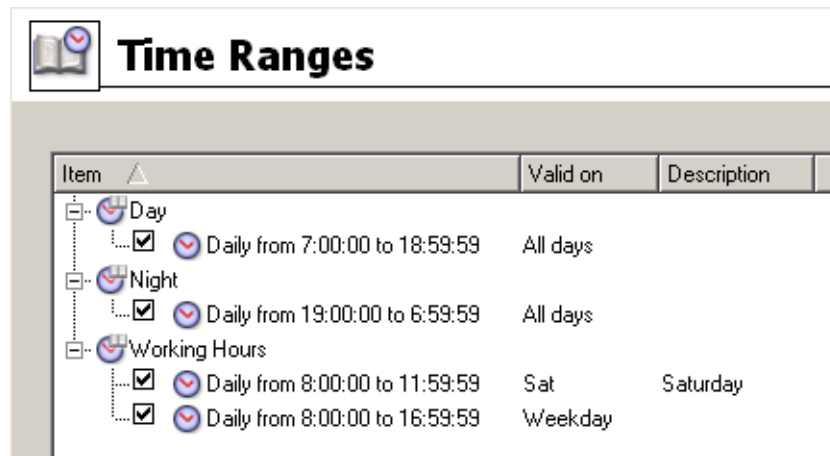 Time Ranges
Item Valid on Description
Day
Daily from 7:00:00 to 18:59:59 All days
Night
Daily from 19:00:00 to 6:59:59 All days
Working Hours
Daily from 8:00:00 to 11:59:59 Sat Saturday
Daily from 8:00:00 to 16:59:59 Weekday